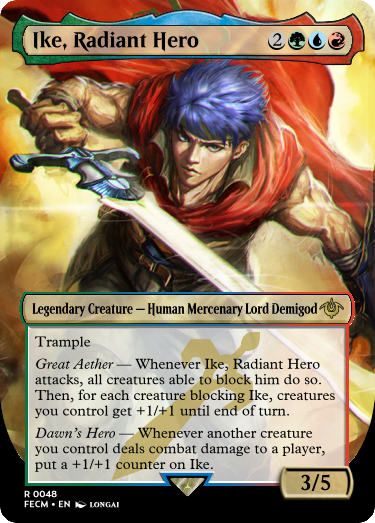 Ike, Radiant Hero 2
Legendary Creature — Human Mercenary Lord Demigod
Trample
Great Aether — Whenever Ike, Radiant Hero
attacks, all creatures able to block him do so.
Then, for each creature blocking Ike, creatures
you control get +1/+1 until end of turn.
Dawn's Hero — Whenever another creature
you control deals combat damage to a player,
put a +1/+1 counter on Ike.
3/5
R 0048
FECM • EN LONGAI